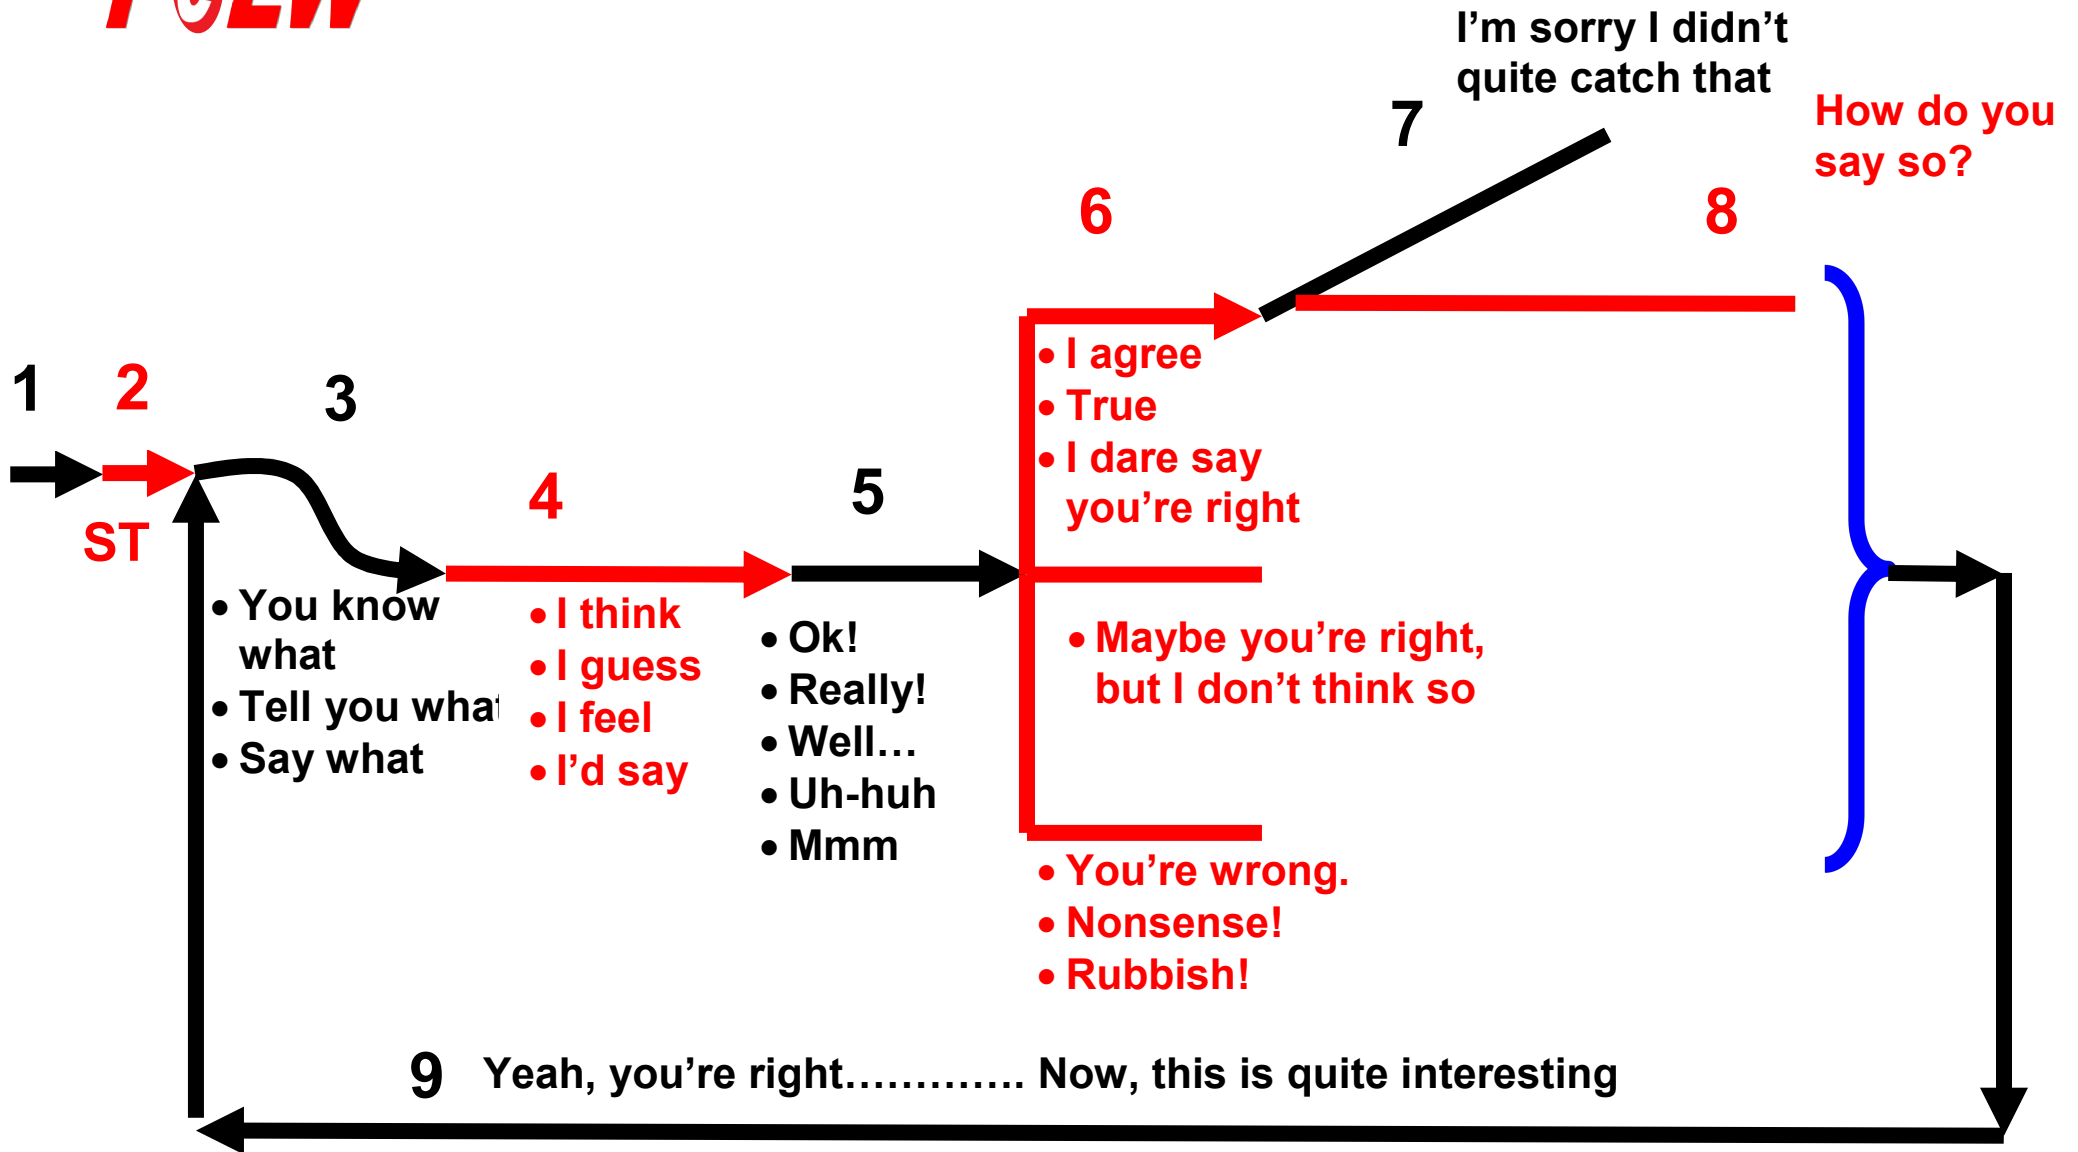 I’m sorry I didn’t
quite catch that
7
How do you
say so?
6
8
1
2
3
• I agree
• True
• I dare say
you’re right
4
5
ST
• You know
what
• Tell you what
• Say what
• I think
• I guess
• I feel
• I’d say
• Ok!
• Really!
• Well…
• Uh-huh
• Mmm
• Maybe you’re right,
but I don’t think so
• You’re wrong.
• Nonsense!
• Rubbish!
9 Yeah, you’re right…………. Now, this is quite interesting